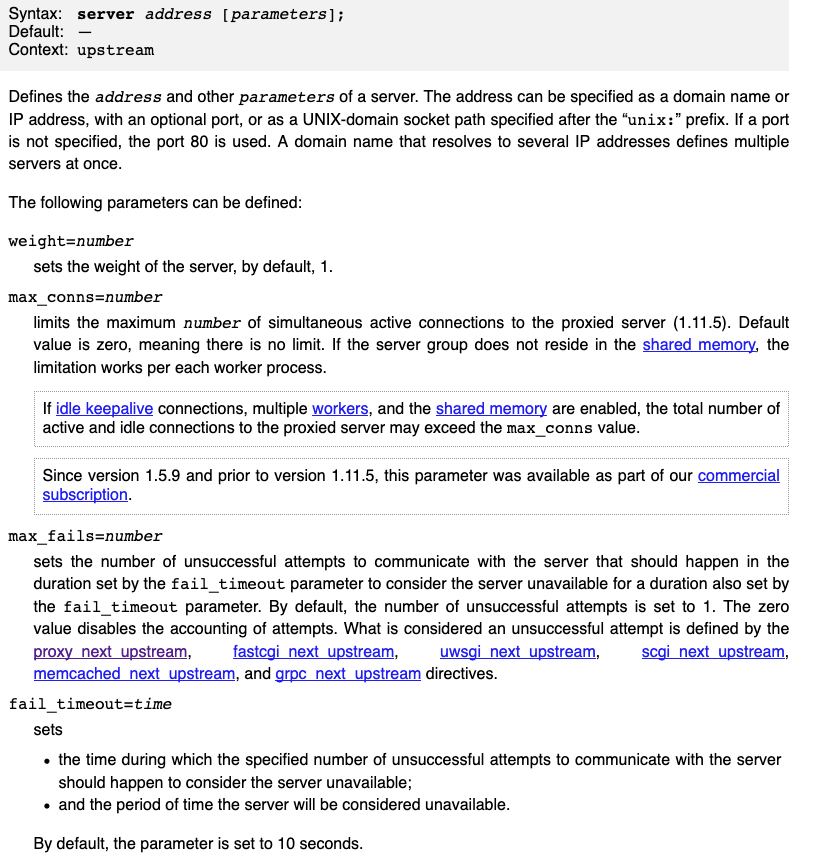 Syntax: server address [parameters];
Default: —
Context: upstream
Defines the address and other parameters of a server. The address can be specified as a domain name or
IP address, with an optional port, or as a UNIX-domain socket path specified after the “unix:” prefix. If a port
is not specified, the port 80 is used. A domain name that resolves to several IP addresses defines multiple
servers at once.
The following parameters can be defined:
weight=number
sets the weight of the server, by default, 1.
max_conns=number
limits the maximum number of simultaneous active connections to the proxied server (1.11.5). Default
value is zero, meaning there is no limit. If the server group does not reside in the shared memory, the
limitation works per each worker process.
If idle keepalive connections, multiple workers, and the shared memory are enabled, the total number of
active and idle connections to the proxied server may exceed the max_conns value.
Since version 1.5.9 and prior to version 1.11.5, this parameter was available as part of our commercial
subscription.
max_fails=number
sets the number of unsuccessful attempts to communicate with the server that should happen in the
duration set by the fail_timeout parameter to consider the server unavailable for a duration also set by
the fail_timeout parameter. By default, the number of unsuccessful attempts is set to 1. The zero
value disables the accounting of attempts. What is considered an unsuccessful attempt is defined by the
proxy_next_upstream, fastcgi_next_upstream, uwsgi_next_upstream, scgi_next_upstream,
memcached_next_upstream, and grpc_next_upstream directives.
fail_timeout=time
sets
• the time during which the specified number of unsuccessful attempts to communicate with the server
should happen to consider the server unavailable;
• and the period of time the server will be considered unavailable.
By default, the parameter is set to 10 seconds.